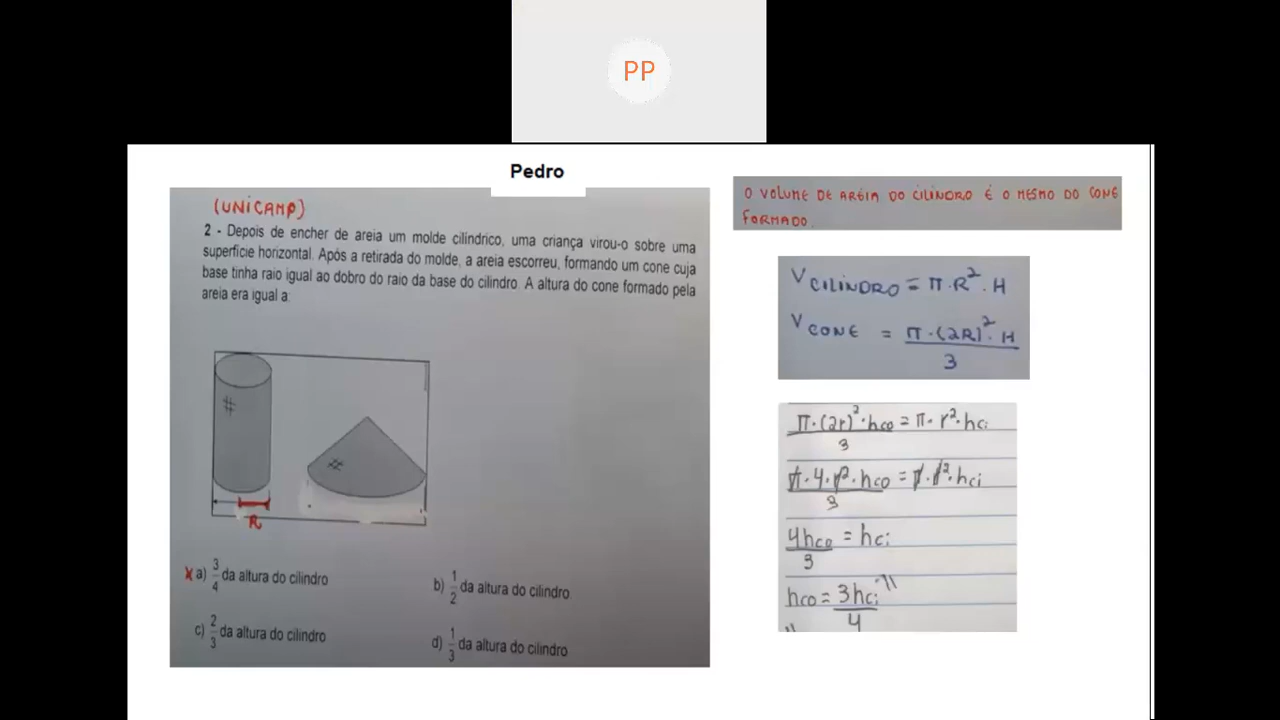 PP
Pedro
(UNICAMP)
2 - Depois de encher de areia um molde cilíndrico, uma criança virou-o sobre uma
superfície horizontal. Após a retirada do molde, a areia escorreu, formando um cone cuja
base tinha raio igual ao dobro do raio da base do cilindro. A altura do cone formado pela
areia era igual a:
R
X a) 3/4 da altura do cilindro
b) 1/2 da altura do cilindro
c) 2/3 da altura do cilindro
d) 1/3 da altura do cilindro
O VOLUME DE AREIA DO CILINDRO É O MESMO DO CONE
FORMADO.
V CILINDRO = π·R²·H
V CONE = π·(2R)²·H / 3
π·(2r)²·hco / 3 = π·r²·hci
π·4·r²·hco / 3 = π·r²·hci
4hco / 3 = hci
hco = 3hci / 4